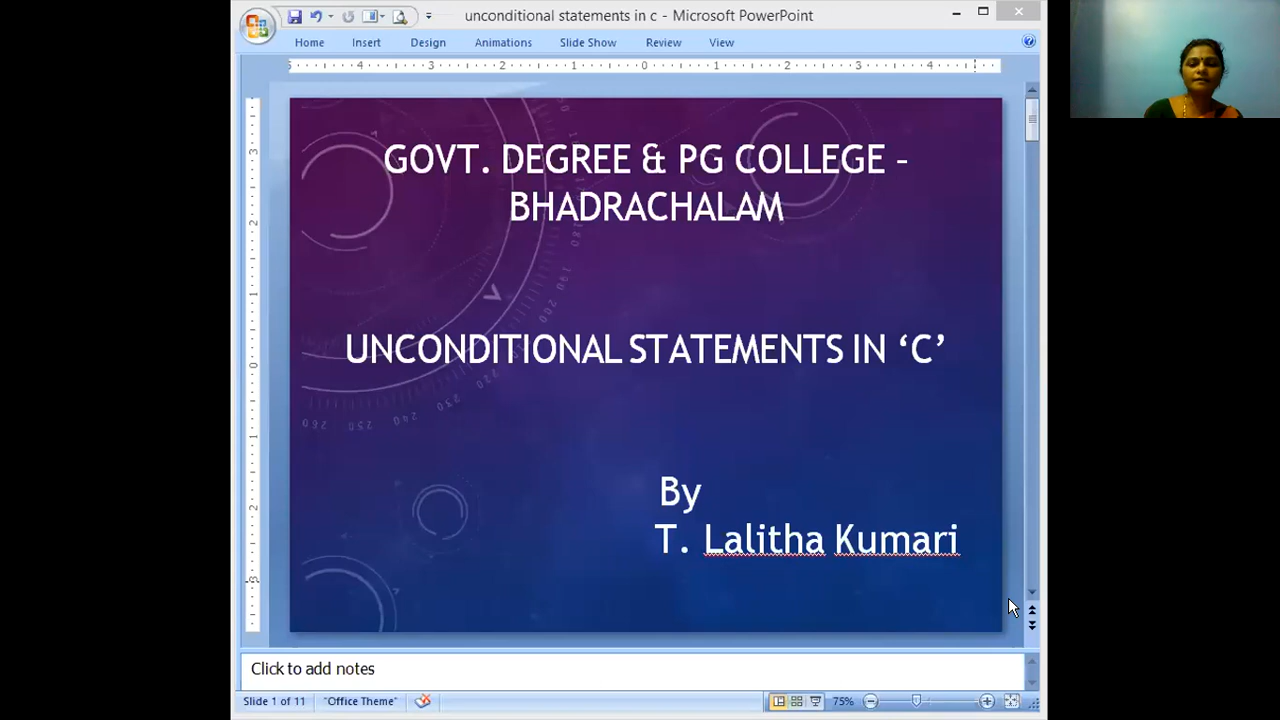 unconditional statements in c - Microsoft PowerPoint
Home Insert Design Animations Slide Show Review View
GOVT. DEGREE & PG COLLEGE –
BHADRACHALAM
UNCONDITIONAL STATEMENTS IN ‘C’
By
T. Lalitha Kumari
Click to add notes
Slide 1 of 11 "Office Theme" 75%